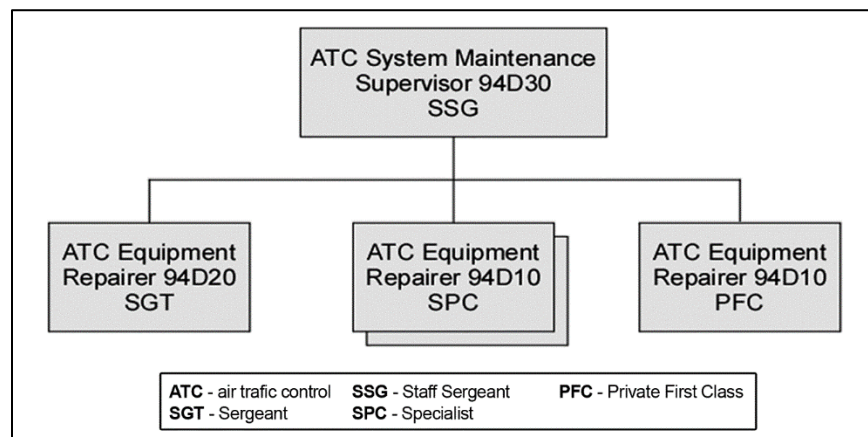 ATC System Maintenance
Supervisor 94D30
SSG
ATC Equipment
Repairer 94D20
SGT
ATC Equipment
Repairer 94D10
SPC
ATC Equipment
Repairer 94D10
PFC
ATC - air trafic control SSG - Staff Sergeant PFC - Private First Class
SGT - Sergeant SPC - Specialist